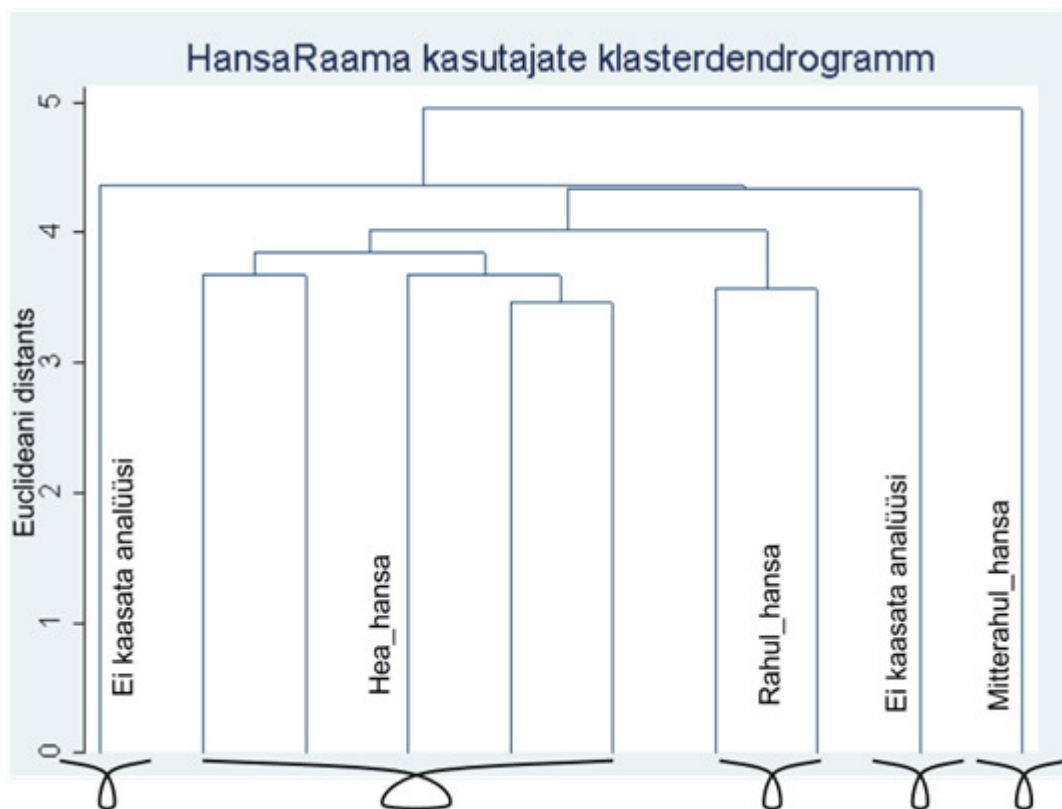 HansaRaama kasutajate klasterdendrogramm
Euclideani distants
5
4
3
2
1
0
Ei kaasata analüüsi
Hea_hansa
Rahul_hansa
Ei kaasata analüüsi
Mitterahul_hansa